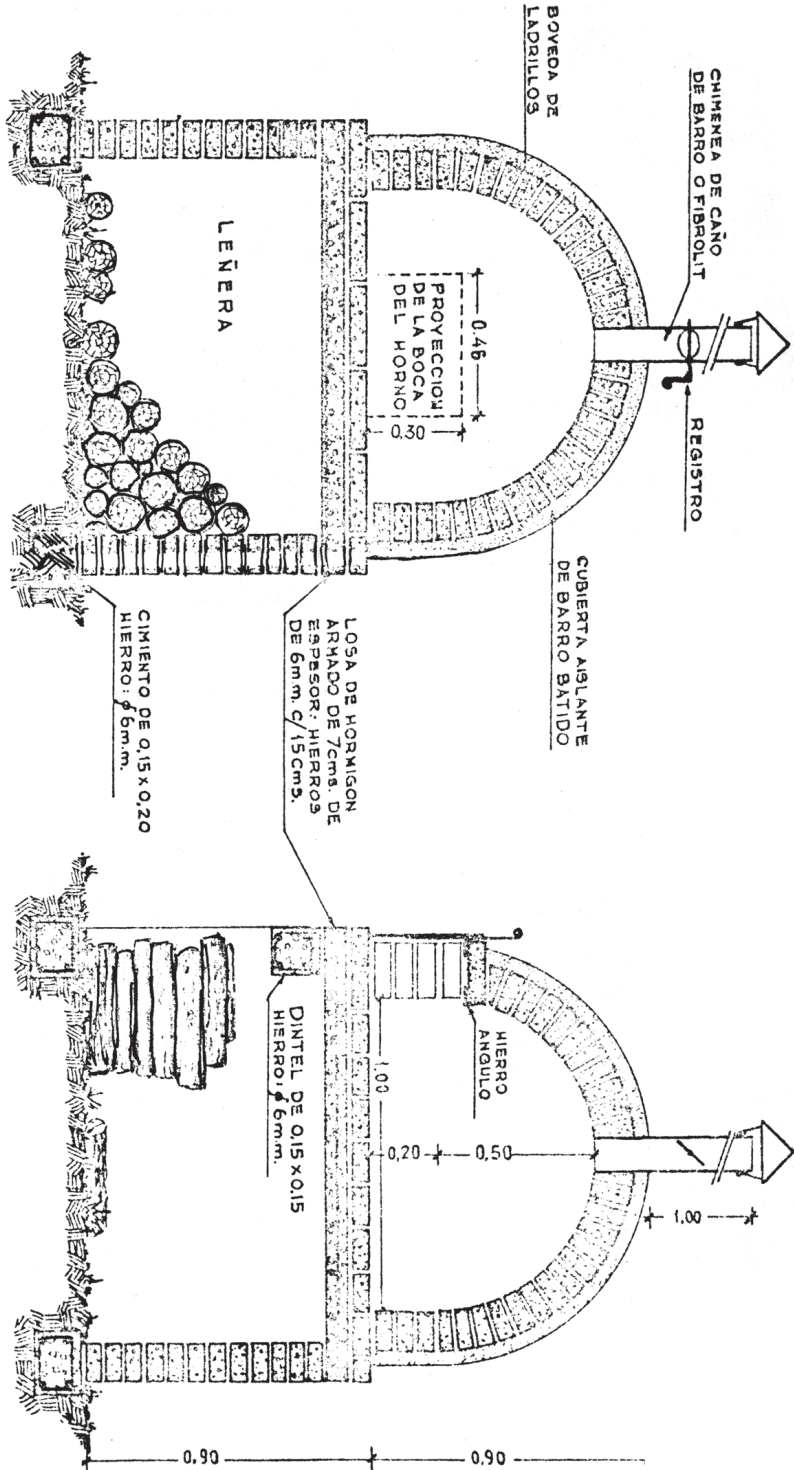 CHIMENEA DE CAÑO
DE BARRO O FIBROLIT
BOVEDA DE
LADRILLOS
REGISTRO
CUBIERTA AISLANTE
DE BARRO BATIDO
0.46
PROYECCION
DE LA BOCA
DEL HORNO
0,30
LEÑERA
LOSA DE HORMIGON
ARMADO DE 7cms. DE
ESPESOR: HIERROS
DE 6m.m. c/15cms.
CIMIENTO DE 0,15 x 0,20
HIERRO: ø 6m.m.
1.00
HIERRO
ANGULO
0,20
0,50
1.00
DINTEL DE 0,15 x 0.15
HIERRO: ø 6m.m.
0.90
0.90